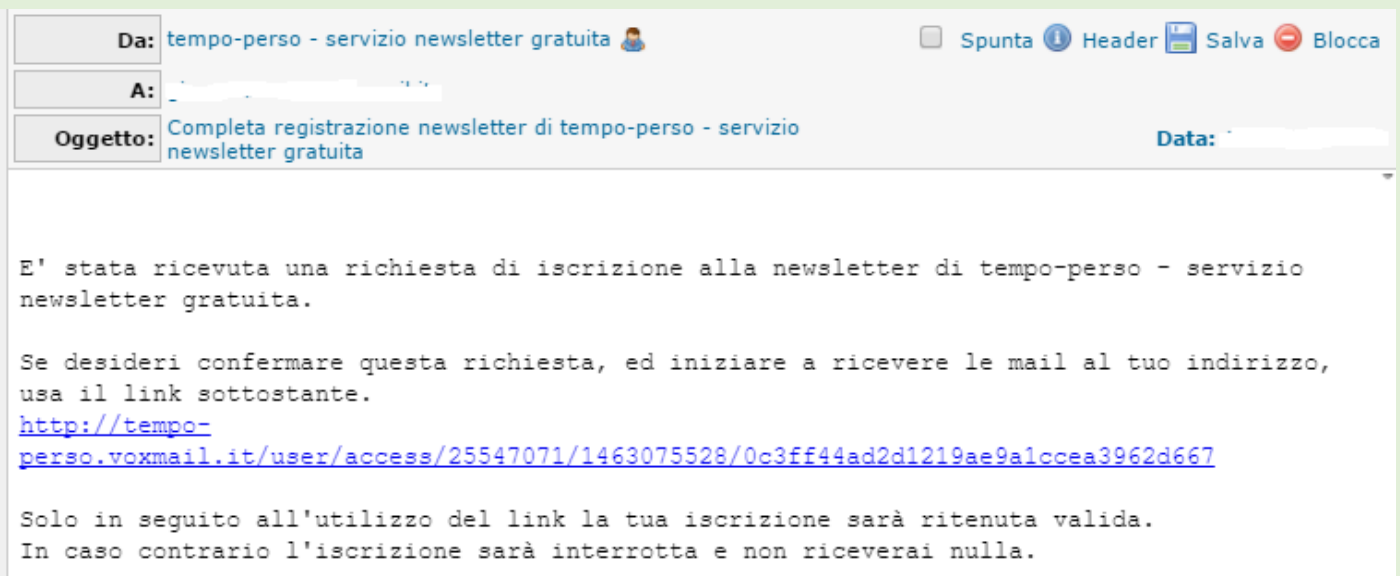 Da: tempo-perso - servizio newsletter gratuita Spunta Header Salva Blocca
A:
Oggetto: Completa registrazione newsletter di tempo-perso - servizio
newsletter gratuita
Data:
E' stata ricevuta una richiesta di iscrizione alla newsletter di tempo-perso - servizio
newsletter gratuita.
Se desideri confermare questa richiesta, ed iniziare a ricevere le mail al tuo indirizzo,
usa il link sottostante.
http://tempo-
perso.voxmail.it/user/access/25547071/1463075528/0c3ff44ad2d1219ae9a1ccea3962d667
Solo in seguito all'utilizzo del link la tua iscrizione sarà ritenuta valida.
In caso contrario l'iscrizione sarà interrotta e non riceverai nulla.